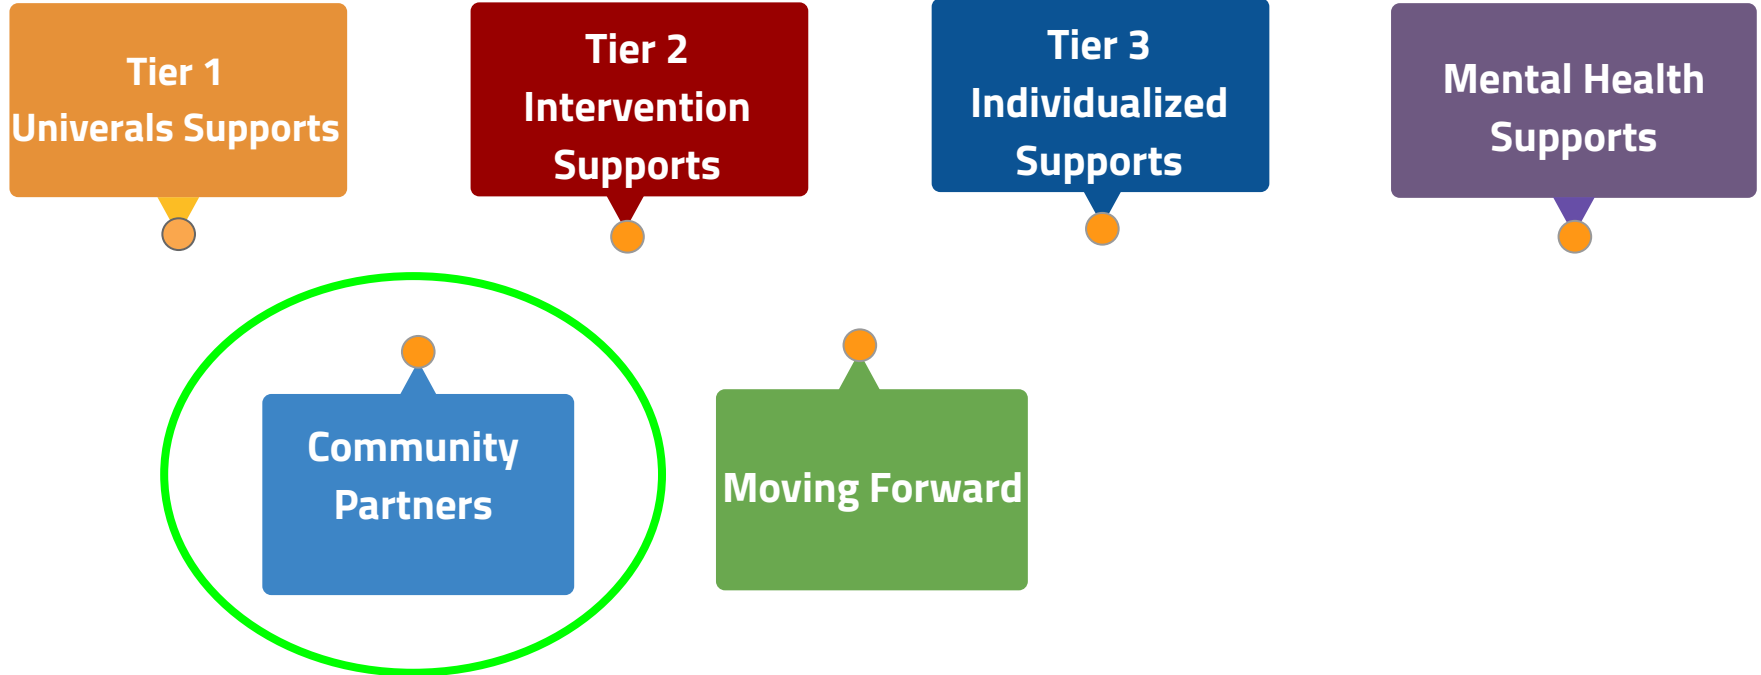 Tier 1
Univerals Supports
Tier 2
Intervention
Supports
Tier 3
Individualized
Supports
Mental Health
Supports
Community
Partners
Moving Forward